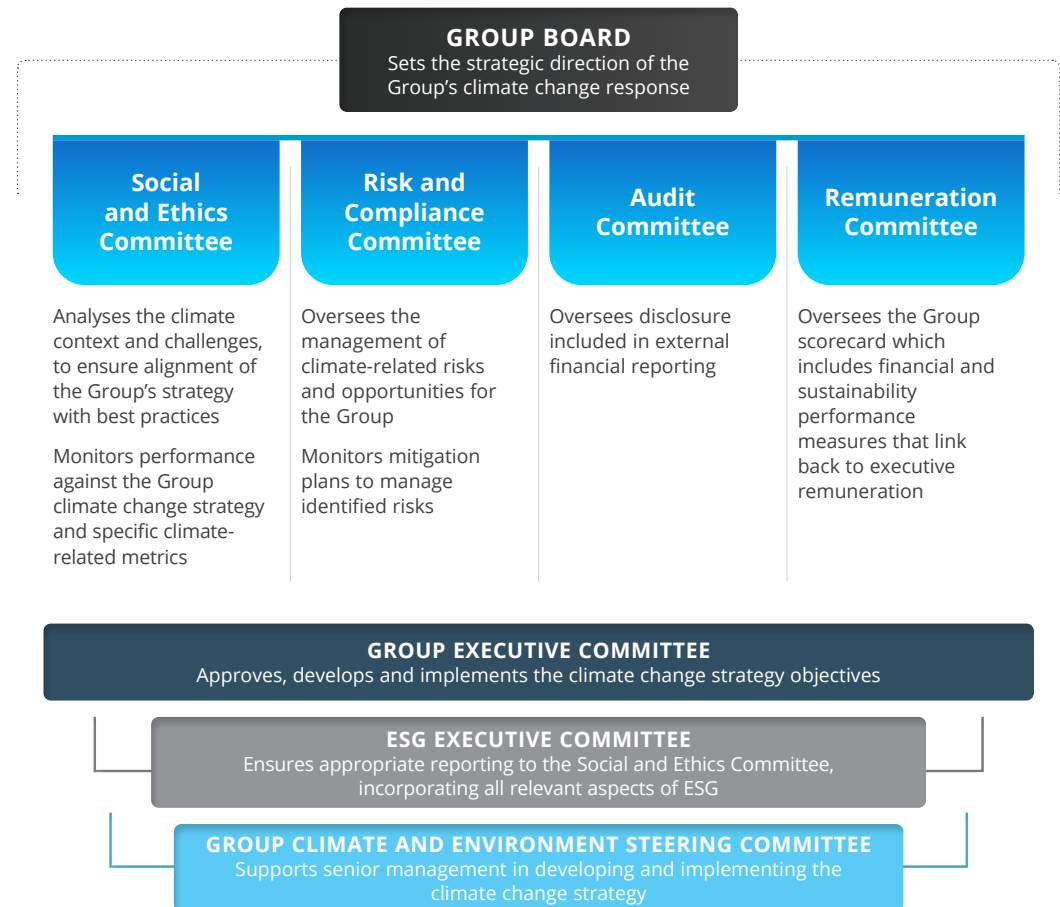 GROUP BOARD
Sets the strategic direction of the
Group's climate change response
Social
and Ethics
Committee
Analyses the climate
context and challenges,
to ensure alignment of
the Group's strategy
with best practices
Monitors performance
against the Group
climate change strategy
and specific climate-
related metrics
Risk and
Compliance
Committee
Oversees the
management of
climate-related risks
and opportunities for
the Group
Monitors mitigation
plans to manage
identified risks
Audit
Committee
Oversees disclosure
included in external
financial reporting
Remuneration
Committee
Oversees the Group
scorecard which
includes financial and
sustainability
performance
measures that link
back to executive
remuneration
GROUP EXECUTIVE COMMITTEE
Approves, develops and implements the climate change strategy objectives
ESG EXECUTIVE COMMITTEE
Ensures appropriate reporting to the Social and Ethics Committee,
incorporating all relevant aspects of ESG
GROUP CLIMATE AND ENVIRONMENT STEERING COMMITTEE
Supports senior management in developing and implementing the
climate change strategy